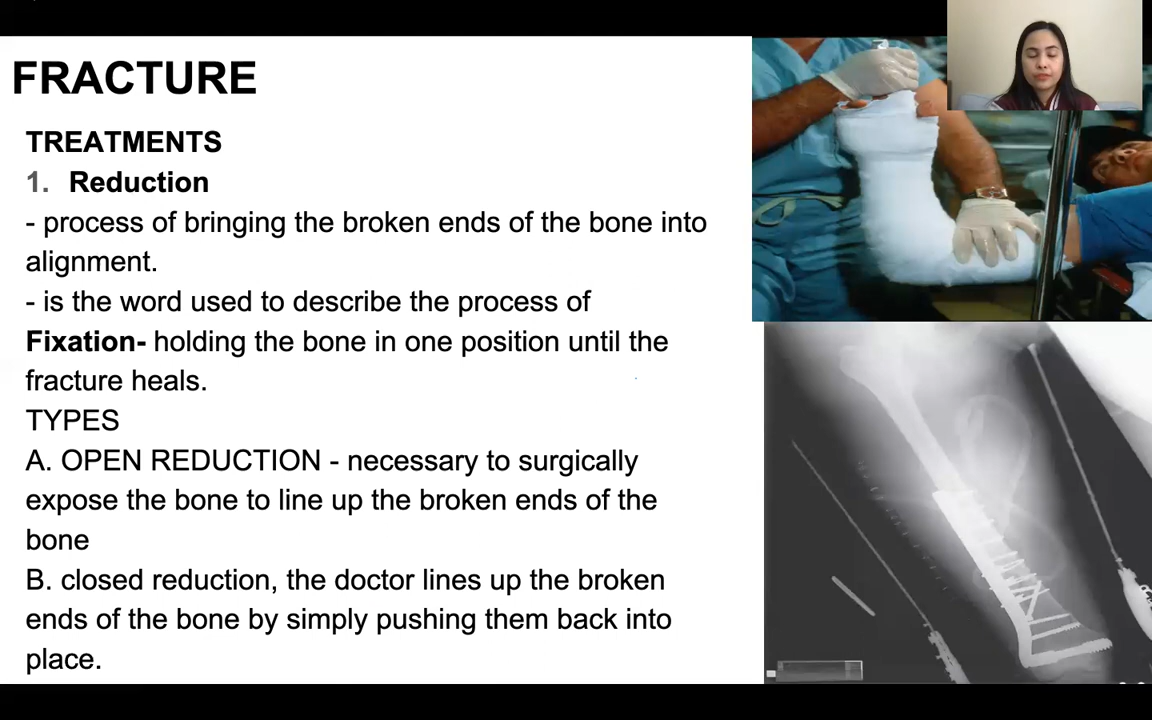 FRACTURE
TREATMENTS
1. Reduction
- process of bringing the broken ends of the bone into
alignment.
- is the word used to describe the process of
Fixation- holding the bone in one position until the
fracture heals.
TYPES
A. OPEN REDUCTION - necessary to surgically
expose the bone to line up the broken ends of the
bone
B. closed reduction, the doctor lines up the broken
ends of the bone by simply pushing them back into
place.